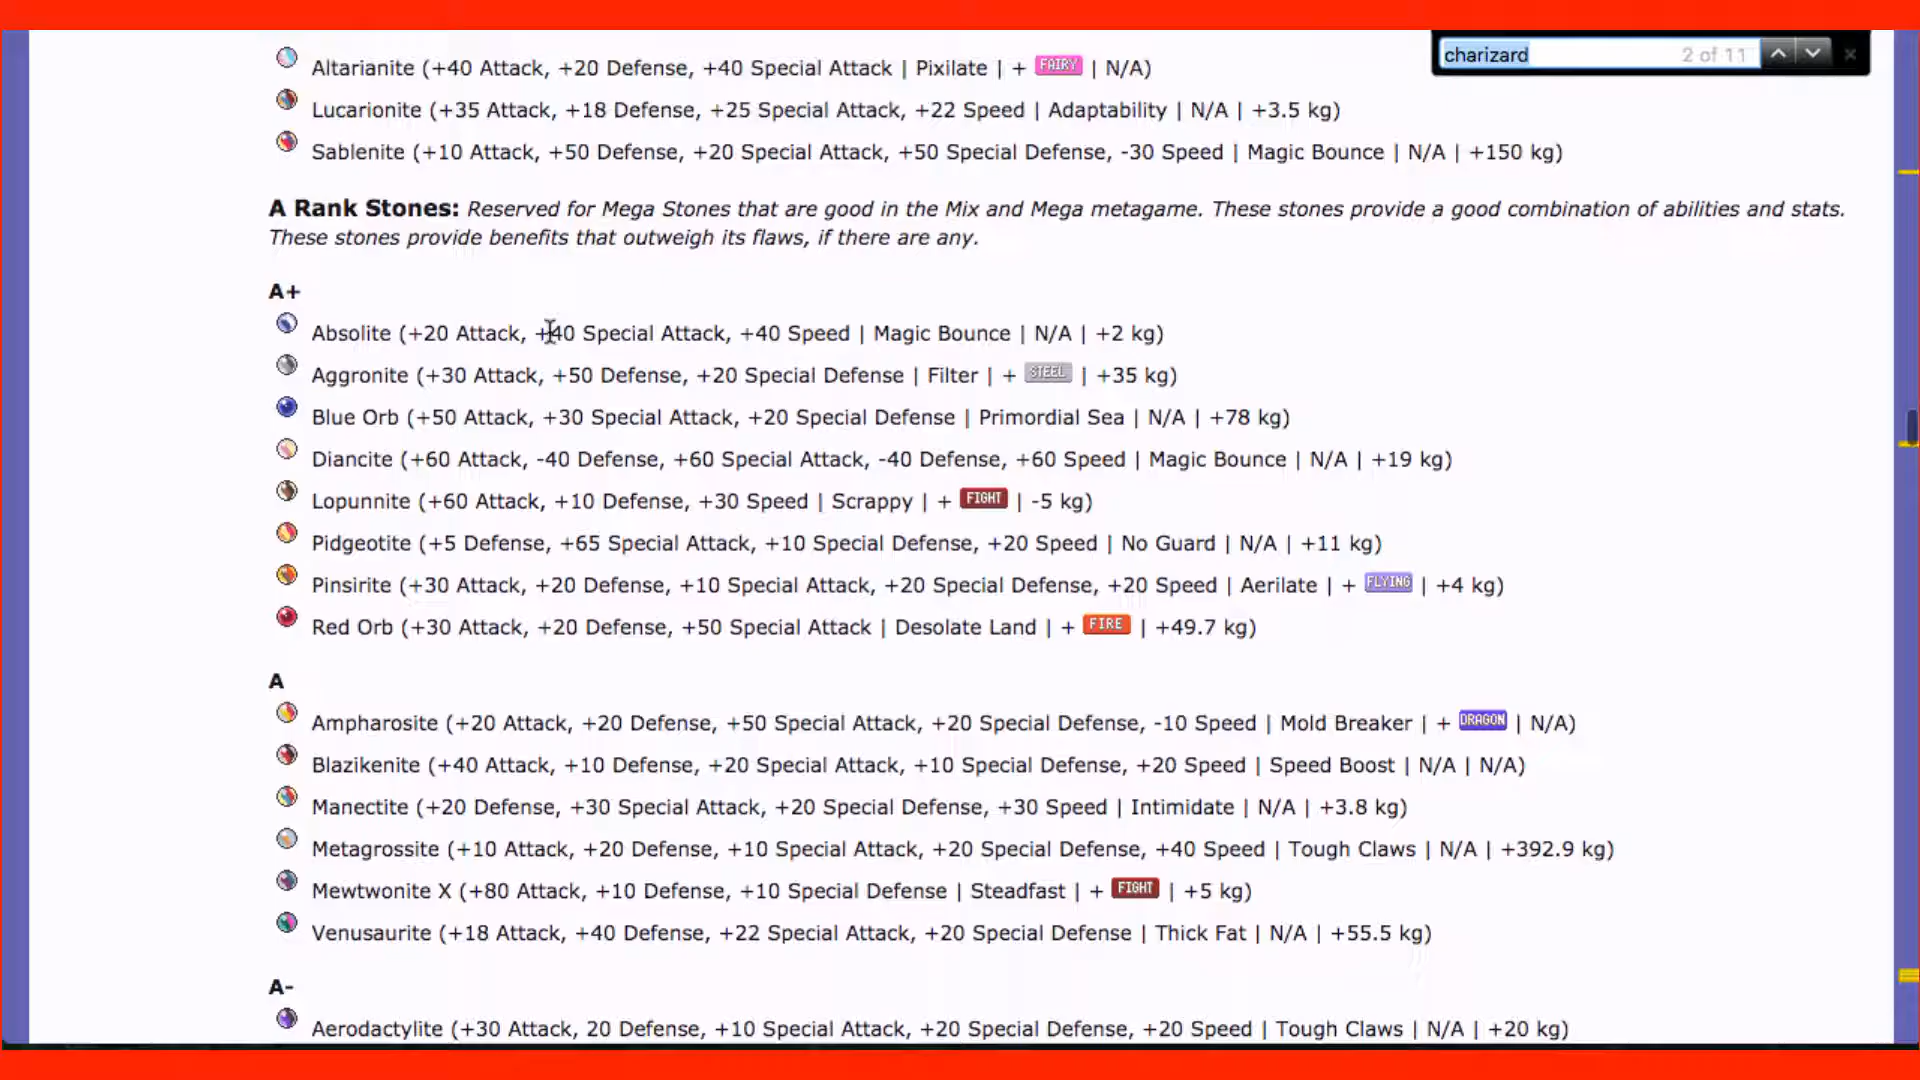 charizard 2 of 11
Altarianite (+40 Attack, +20 Defense, +40 Special Attack | Pixilate | + FAIRY | N/A)
Lucarionite (+35 Attack, +18 Defense, +25 Special Attack, +22 Speed | Adaptability | N/A | +3.5 kg)
Sablenite (+10 Attack, +50 Defense, +20 Special Attack, +50 Special Defense, -30 Speed | Magic Bounce | N/A | +150 kg)
A Rank Stones: Reserved for Mega Stones that are good in the Mix and Mega metagame. These stones provide a good combination of abilities and stats.
These stones provide benefits that outweigh its flaws, if there are any.
A+
Absolite (+20 Attack, +40 Special Attack, +40 Speed | Magic Bounce | N/A | +2 kg)
Aggronite (+30 Attack, +50 Defense, +20 Special Defense | Filter | + STEEL | +35 kg)
Blue Orb (+50 Attack, +30 Special Attack, +20 Special Defense | Primordial Sea | N/A | +78 kg)
Diancite (+60 Attack, -40 Defense, +60 Special Attack, -40 Defense, +60 Speed | Magic Bounce | N/A | +19 kg)
Lopunnite (+60 Attack, +10 Defense, +30 Speed | Scrappy | + FIGHT | -5 kg)
Pidgeotite (+5 Defense, +65 Special Attack, +10 Special Defense, +20 Speed | No Guard | N/A | +11 kg)
Pinsirite (+30 Attack, +20 Defense, +10 Special Attack, +20 Special Defense, +20 Speed | Aerilate | + FLYING | +4 kg)
Red Orb (+30 Attack, +20 Defense, +50 Special Attack | Desolate Land | + FIRE | +49.7 kg)
A
Ampharosite (+20 Attack, +20 Defense, +50 Special Attack, +20 Special Defense, -10 Speed | Mold Breaker | + DRAGON | N/A)
Blazikenite (+40 Attack, +10 Defense, +20 Special Attack, +10 Special Defense, +20 Speed | Speed Boost | N/A | N/A)
Manectite (+20 Defense, +30 Special Attack, +20 Special Defense, +30 Speed | Intimidate | N/A | +3.8 kg)
Metagrossite (+10 Attack, +20 Defense, +10 Special Attack, +20 Special Defense, +40 Speed | Tough Claws | N/A | +392.9 kg)
Mewtwonite X (+80 Attack, +10 Defense, +10 Special Defense | Steadfast | + FIGHT | +5 kg)
Venusaurite (+18 Attack, +40 Defense, +22 Special Attack, +20 Special Defense | Thick Fat | N/A | +55.5 kg)
A-
Aerodactylite (+30 Attack, 20 Defense, +10 Special Attack, +20 Special Defense, +20 Speed | Tough Claws | N/A | +20 kg)